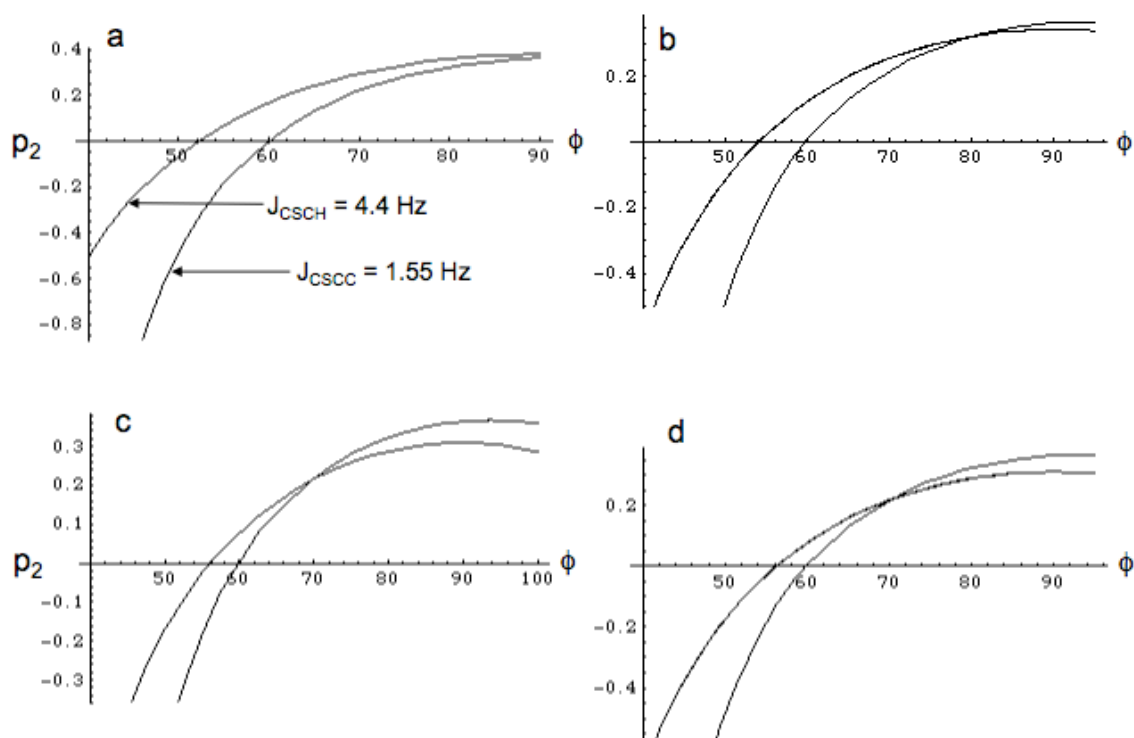 a
0.4
0.2
p₂
50 60 70 80 90 ϕ
-0.2
J_CSCH = 4.4 Hz
-0.4
J_CSCC = 1.55 Hz
-0.6
-0.8
b
0.2
50 60 70 80 90 ϕ
-0.2
-0.4
c
0.3
0.2
0.1
p₂
50 60 70 80 90 100 ϕ
-0.1
-0.2
-0.3
d
0.2
50 60 70 80 90 ϕ
-0.2
-0.4